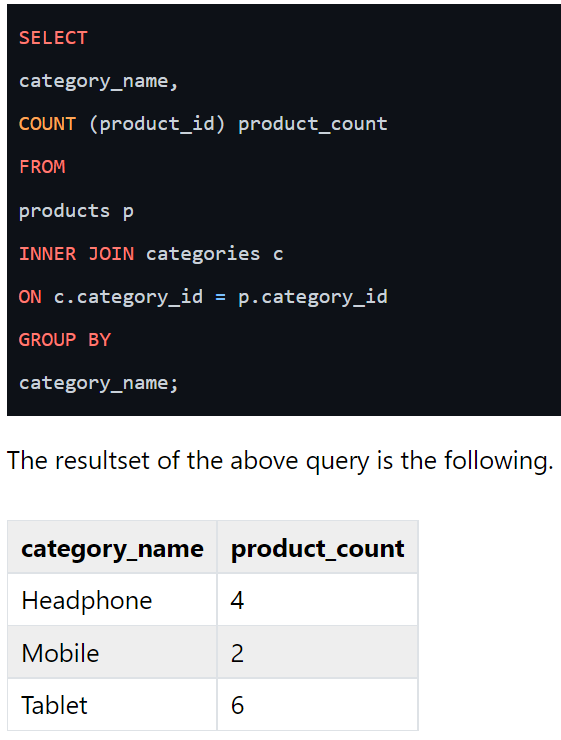 SELECT
category_name,
COUNT (product_id) product_count
FROM
products p
INNER JOIN categories c
ON c.category_id = p.category_id
GROUP BY
category_name;
The resultset of the above query is the following.
category_name product_count
Headphone 4
Mobile 2
Tablet 6